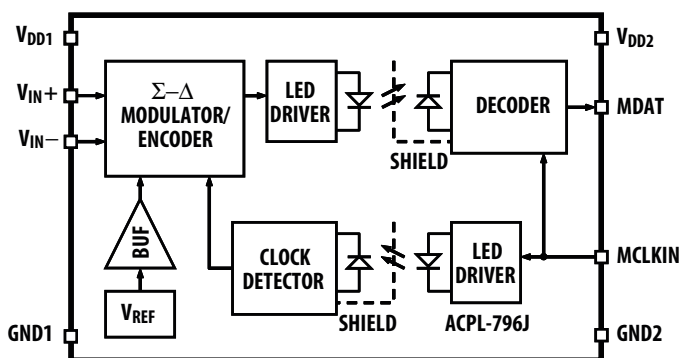 VDD1
VDD2
VIN+
Σ–Δ
MODULATOR/
ENCODER
LED
DRIVER
DECODER
MDAT
VIN–
SHIELD
BUF
CLOCK
DETECTOR
LED
DRIVER
MCLKIN
VREF
GND1
SHIELD
ACPL-796J
GND2